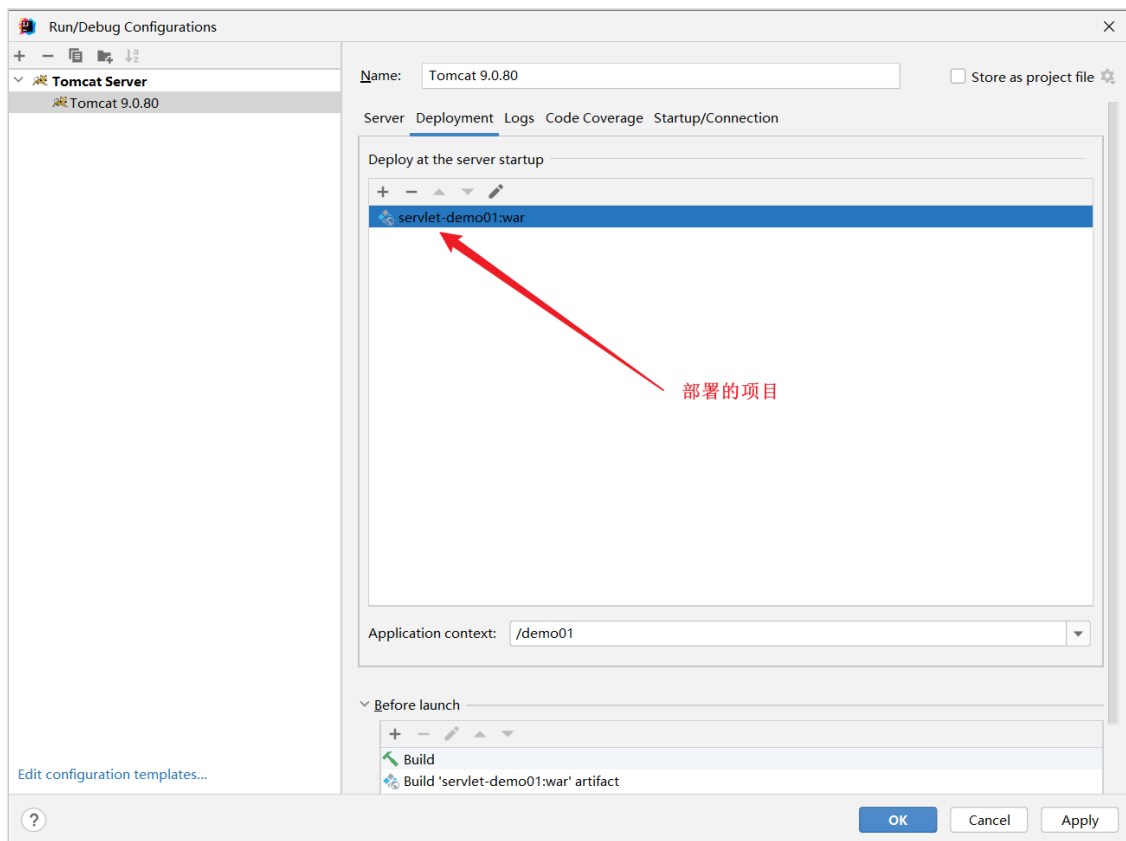 Run/Debug Configurations
Tomcat Server
Tomcat 9.0.80
Name: Tomcat 9.0.80
Store as project file
Server Deployment Logs Code Coverage Startup/Connection
Deploy at the server startup
servlet-demo01:war
部署的项目
Application context: /demo01
Before launch
Build
Build 'servlet-demo01:war' artifact
Edit configuration templates...
? OK Cancel Apply